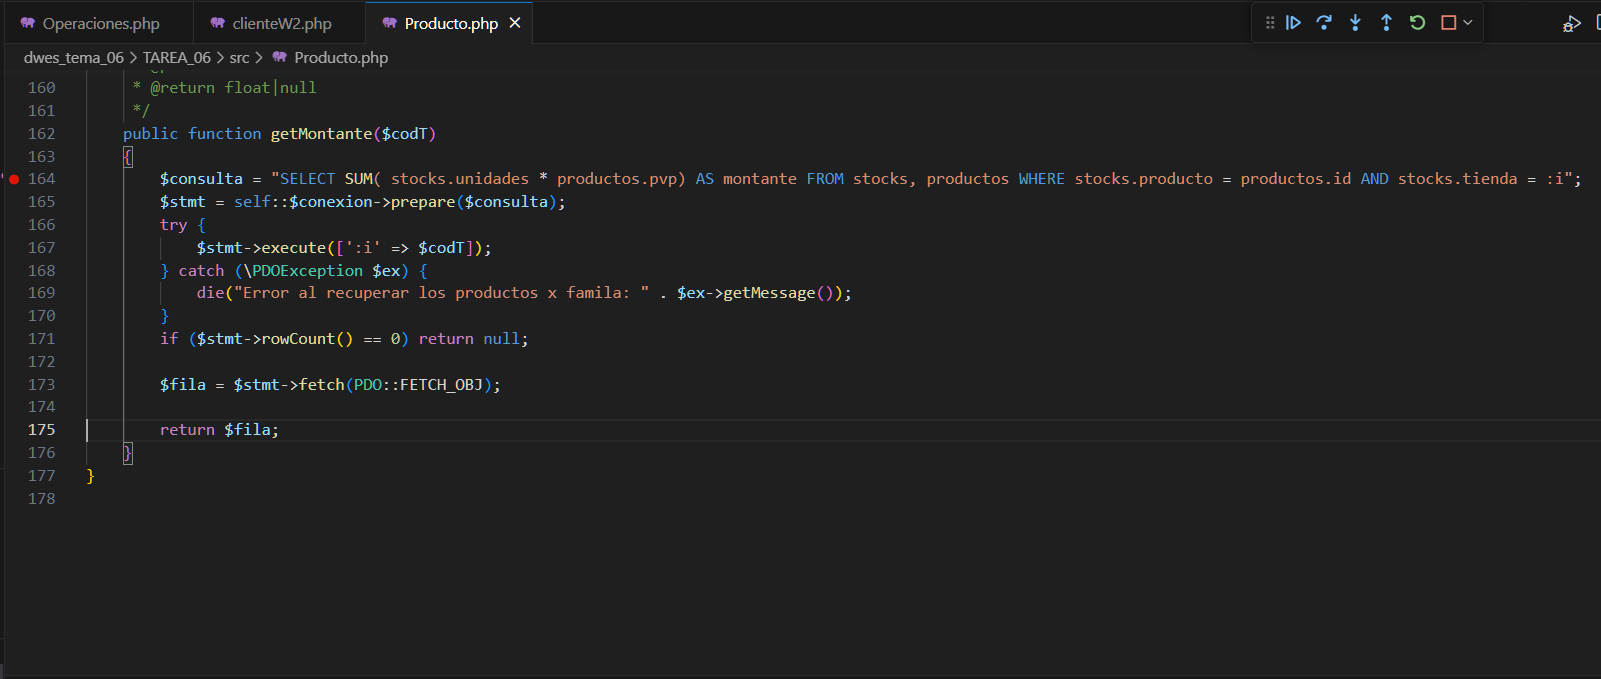 Operaciones.php clienteW2.php Producto.php
dwes_tema_06 > TAREA_06 > src > Producto.php
160 * @return float|null
161 */
162 public function getMontante($codT)
163 {
164 $consulta = "SELECT SUM( stocks.unidades * productos.pvp) AS montante FROM stocks, productos WHERE stocks.producto = productos.id AND stocks.tienda = :i";
165 $stmt = self::$conexion->prepare($consulta);
166 try {
167 $stmt->execute([':i' => $codT]);
168 } catch (\PDOException $ex) {
169 die("Error al recuperar los productos x famila: " . $ex->getMessage());
170 }
171 if ($stmt->rowCount() == 0) return null;
172
173 $fila = $stmt->fetch(PDO::FETCH_OBJ);
174
175 return $fila;
176 }
177 }
178